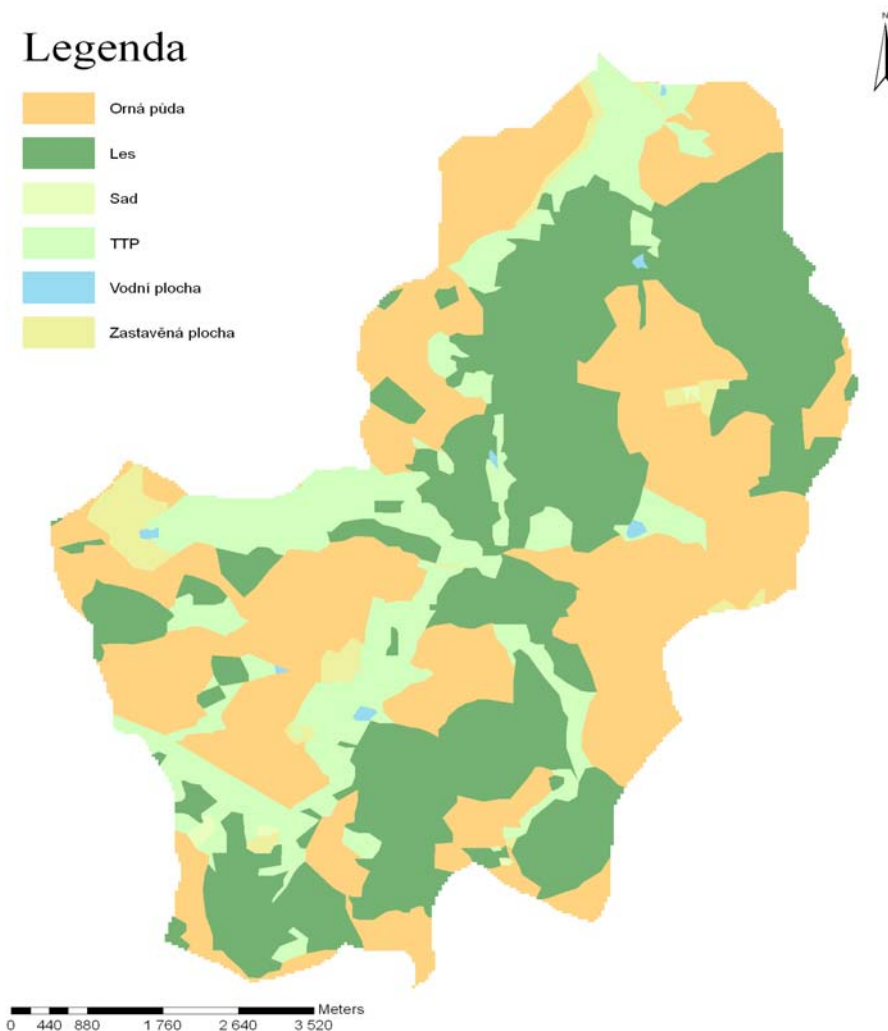 Legenda
N
Orná půda
Les
Sad
TTP
Vodní plocha
Zastavěná plocha
Meters
0 440 880 1 760 2 640 3 520